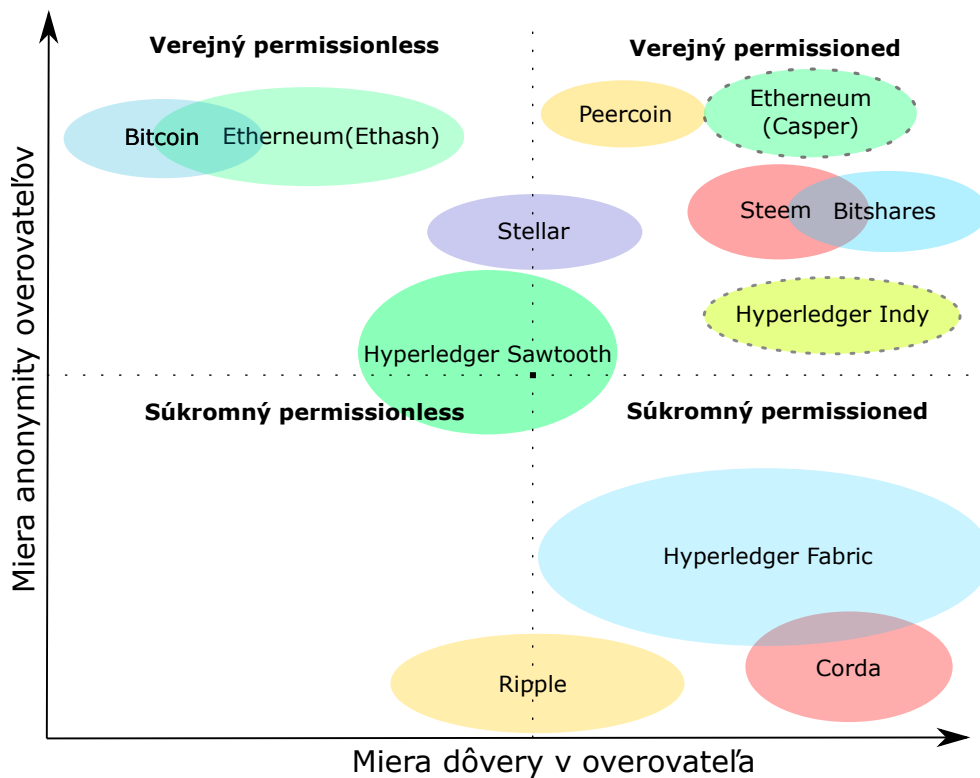 Verejný permissionless
Verejný permissioned
Bitcoin
Etherneum(Ethash)
Peercoin
Etherneum
(Casper)
Stellar
Steem
Bitshares
Hyperledger Indy
Hyperledger Sawtooth
Súkromný permissionless
Súkromný permissioned
Hyperledger Fabric
Ripple
Corda
Miera anonymity overovateľov
Miera dôvery v overovateľa